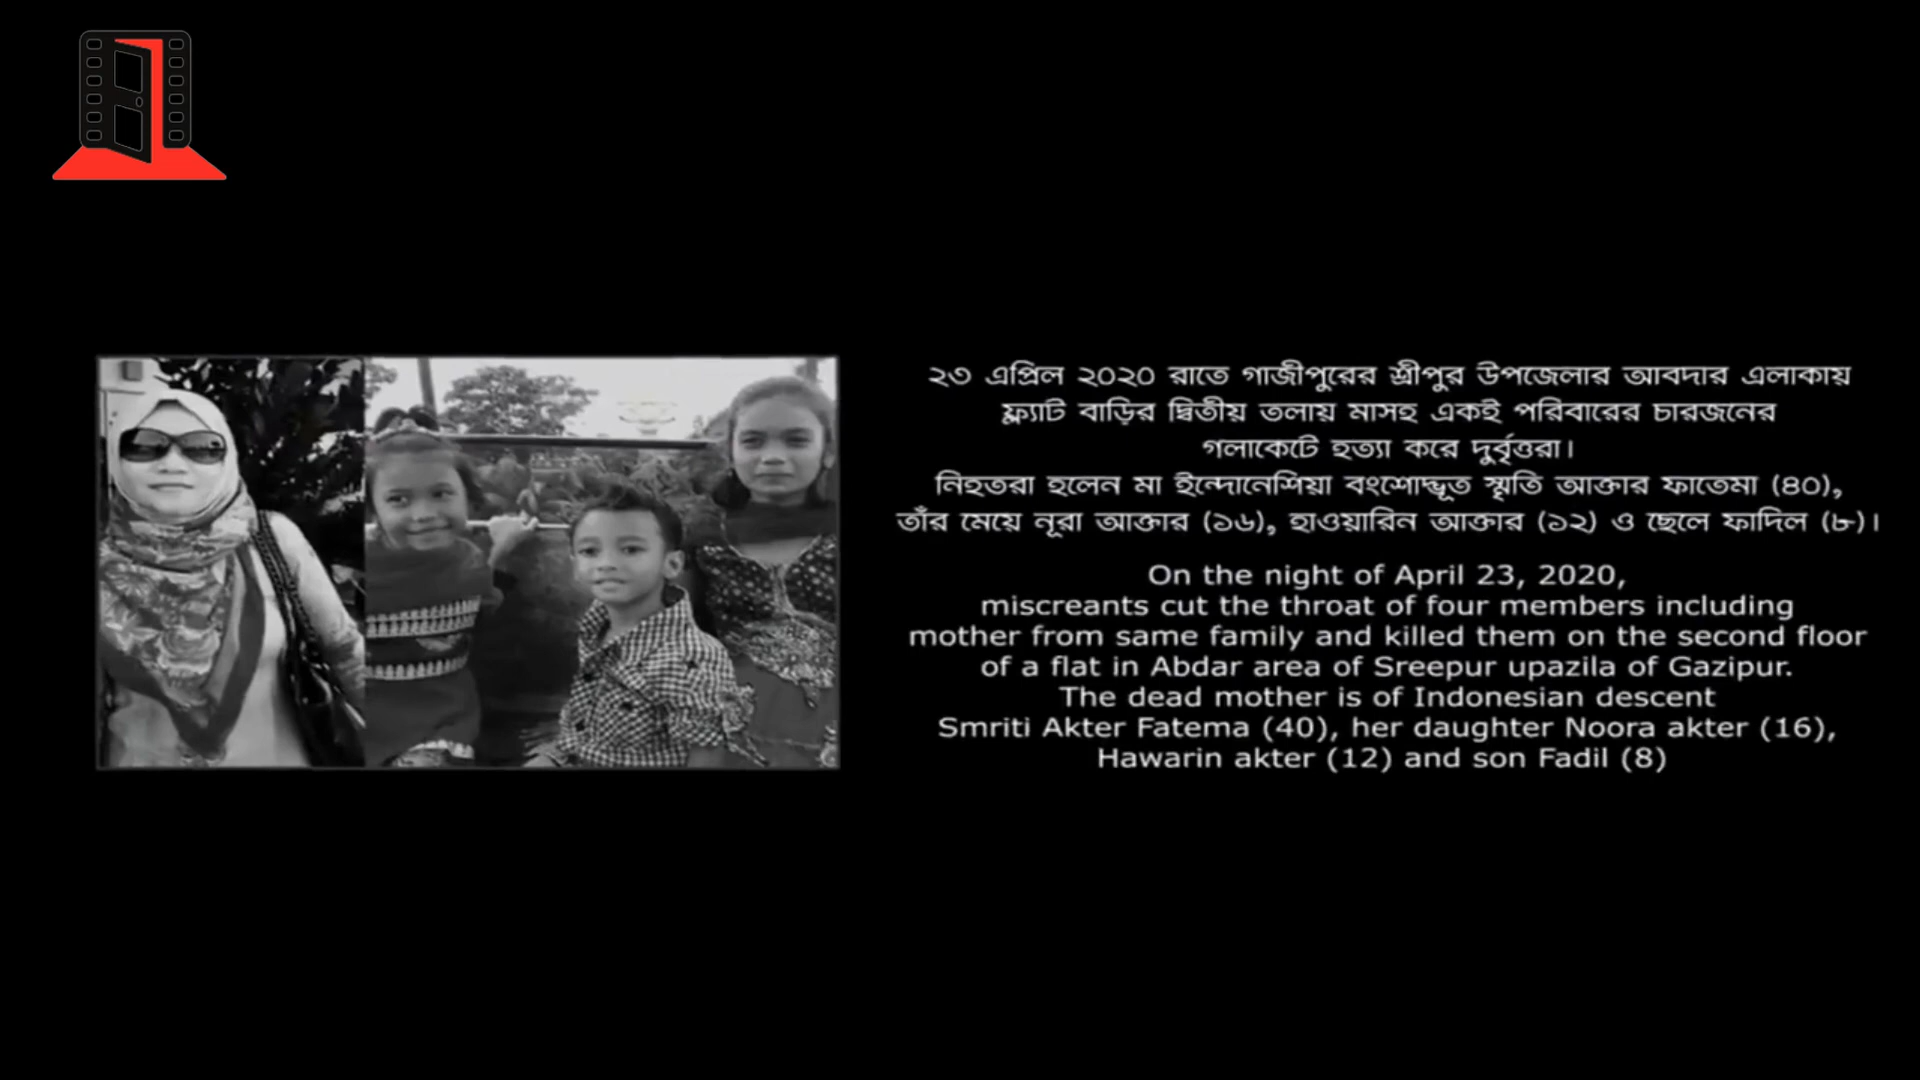 ২৩ এপ্রিল ২০২০ রাতে গাজীপুরের শ্রীপুর উপজেলার আবদার এলাকায়
ফ্ল্যাট বাড়ির দ্বিতীয় তলায় মাসহ একই পরিবারের চারজনের
গলাকেটে হত্যা করে দুর্বৃত্তরা।
নিহতরা হলেন মা ইন্দোনেশিয়া বংশোদ্ভূত স্মৃতি আক্তার ফাতেমা (৪০),
তাঁর মেয়ে নূরা আক্তার (১৬), হাওয়ারিন আক্তার (১২) ও ছেলে ফাদিল (৮)।
On the night of April 23, 2020,
miscreants cut the throat of four members including
mother from same family and killed them on the second floor
of a flat in Abdar area of Sreepur upazila of Gazipur.
The dead mother is of Indonesian descent
Smriti Akter Fatema (40), her daughter Noora akter (16),
Hawarin akter (12) and son Fadil (8)